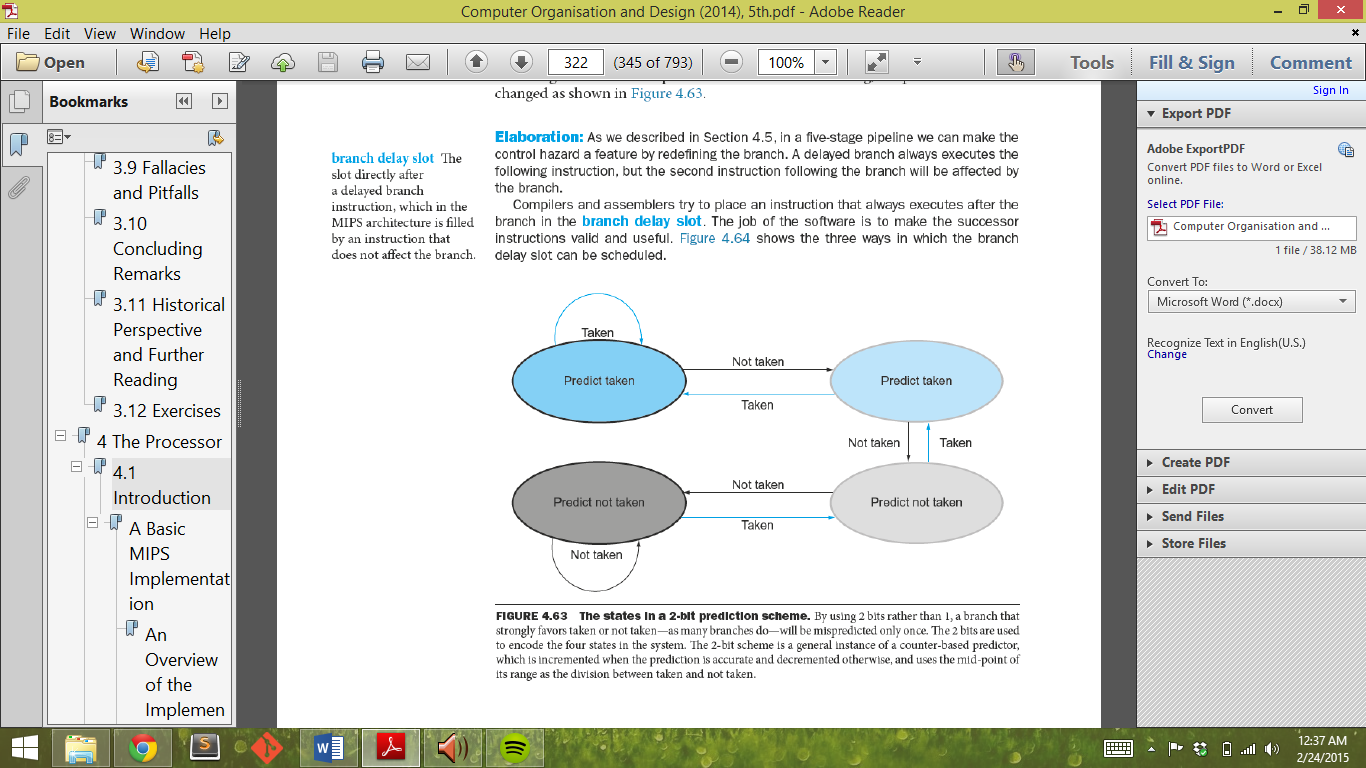 Computer Organisation and Design (2014), 5th.pdf - Adobe Reader
File Edit View Window Help
Open
322 (345 of 793)
100%
Tools
Fill & Sign
Comment
Bookmarks
3.9 Fallacies
and Pitfalls
3.10
Concluding
Remarks
3.11 Historical
Perspective
and Further
Reading
3.12 Exercises
4 The Processor
4.1
Introduction
A Basic
MIPS
Implementat
ion
An
Overview
of the
Implemen
changed as shown in Figure 4.63.
branch delay slot The
slot directly after
a delayed branch
instruction, which in the
MIPS architecture is filled
by an instruction that
does not affect the branch.
Elaboration: As we described in Section 4.5, in a five-stage pipeline we can make the
control hazard a feature by redefining the branch. A delayed branch always executes the
following instruction, but the second instruction following the branch will be affected by
the branch.
Compilers and assemblers try to place an instruction that always executes after the
branch in the branch delay slot. The job of the software is to make the successor
instructions valid and useful. Figure 4.64 shows the three ways in which the branch
delay slot can be scheduled.
Taken
Predict taken
Not taken
Taken
Predict taken
Not taken
Taken
Predict not taken
Not taken
Taken
Predict not taken
Not taken
FIGURE 4.63 The states in a 2-bit prediction scheme. By using 2 bits rather than 1, a branch that
strongly favors taken or not taken—as many branches do—will be mispredicted only once. The 2 bits are used
to encode the four states in the system. The 2-bit scheme is a general instance of a counter-based predictor,
which is incremented when the prediction is accurate and decremented otherwise, and uses the mid-point of
its range as the division between taken and not taken.
Sign In
Export PDF
Adobe ExportPDF
Convert PDF files to Word or Excel
online.
Select PDF File:
Computer Organisation and ...
1 file / 38.12 MB
Convert To:
Microsoft Word (*.docx)
Recognize Text in English(U.S.)
Change
Convert
Create PDF
Edit PDF
Send Files
Store Files
12:37 AM
2/24/2015